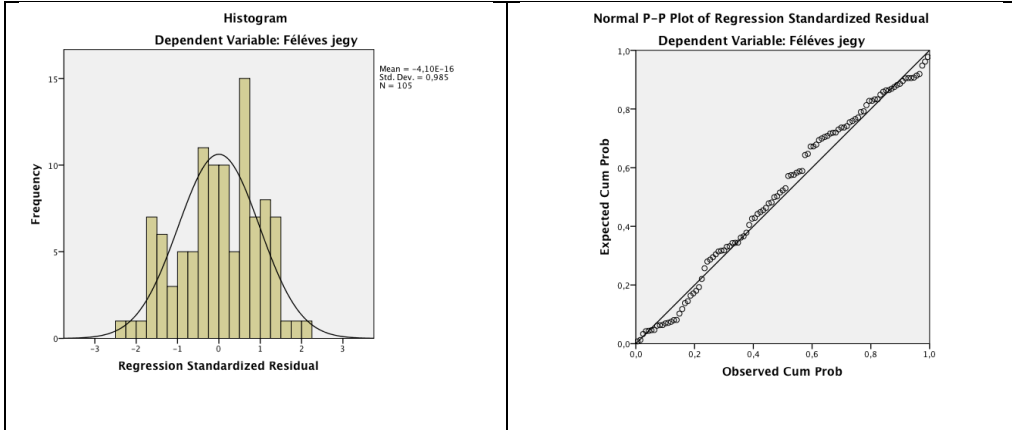 Histogram
Dependent Variable: Féléves jegy
Mean = -4,10E-16
Std. Dev. = 0,985
N = 105
Frequency
15
10
5
0
-3 -2 -1 0 1 2 3
Regression Standardized Residual
Normal P-P Plot of Regression Standardized Residual
Dependent Variable: Féléves jegy
Expected Cum Prob
1,0
0,8
0,6
0,4
0,2
0,0
0,0 0,2 0,4 0,6 0,8 1,0
Observed Cum Prob